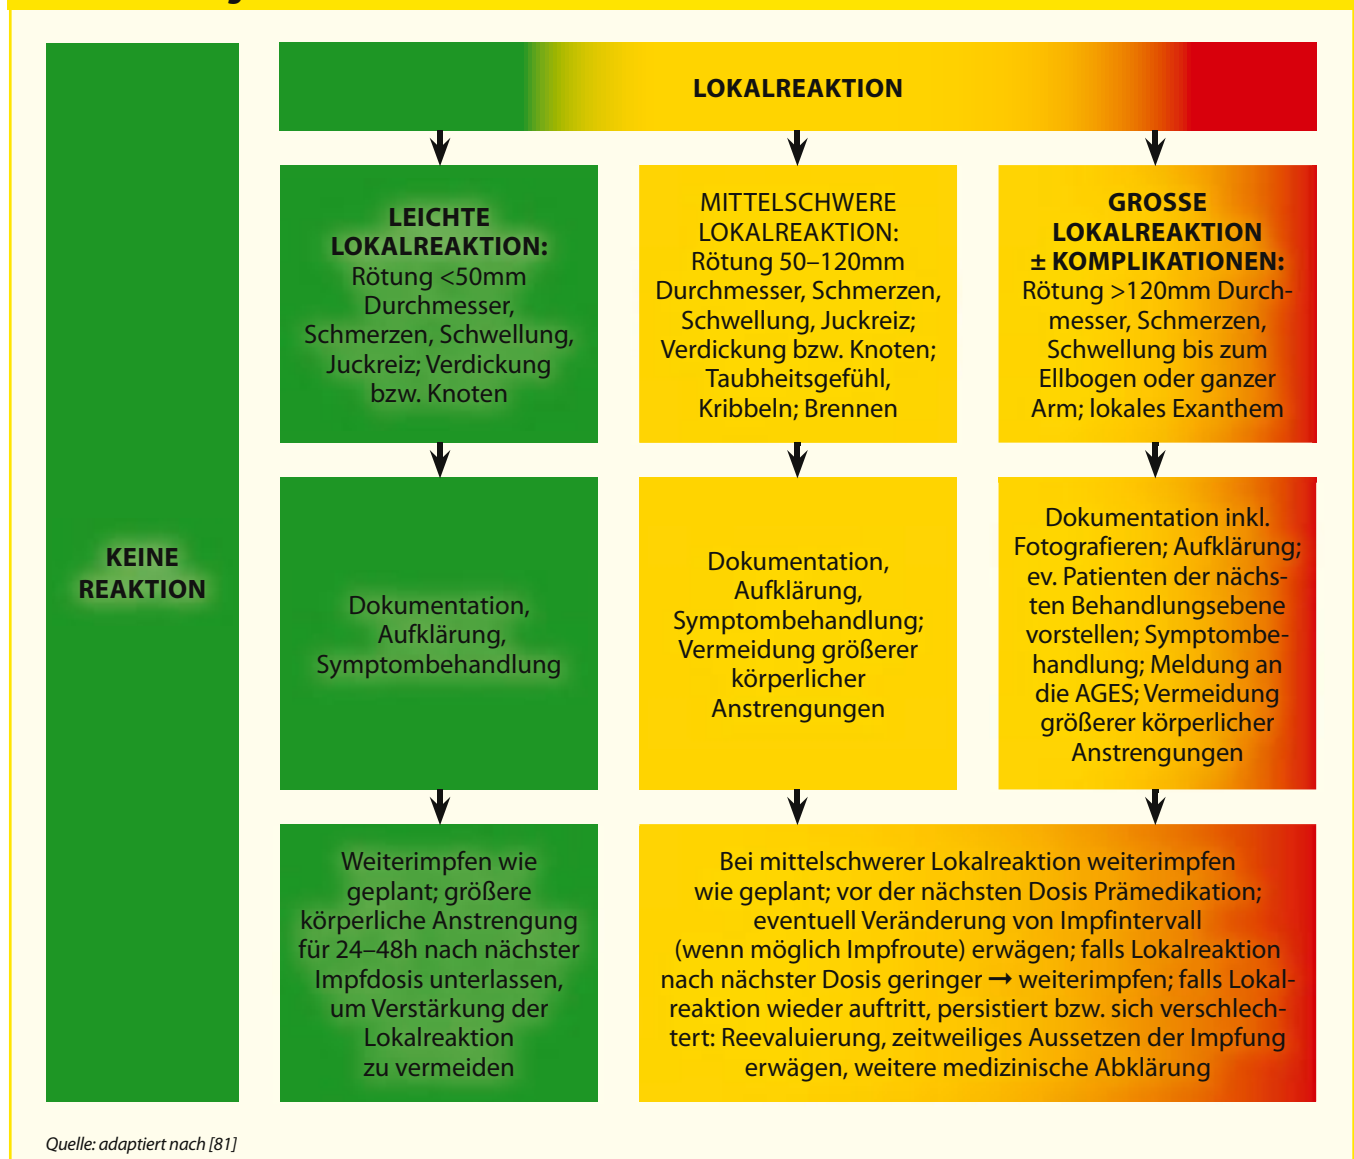 LOKALREAKTION
KEINE
REAKTION
LEICHTE
LOKALREAKTION:
Rötung <50mm
Durchmesser,
Schmerzen, Schwellung,
Juckreiz; Verdickung
bzw. Knoten
MITTELSCHWERE
LOKALREAKTION:
Rötung 50–120mm
Durchmesser, Schmerzen,
Schwellung, Juckreiz;
Verdickung bzw. Knoten;
Taubheitsgefühl,
Kribbeln; Brennen
GROSSE
LOKALREAKTION
± KOMPLIKATIONEN:
Rötung >120mm Durch-
messer, Schmerzen,
Schwellung bis zum
Ellbogen oder ganzer
Arm; lokales Exanthem
Dokumentation,
Aufklärung,
Symptombehandlung
Dokumentation,
Aufklärung,
Symptombehandlung;
Vermeidung größerer
körperlicher
Anstrengungen
Dokumentation inkl.
Fotografieren; Aufklärung;
ev. Patienten der nächs-
ten Behandlungsebene
vorstellen; Symptombe-
handlung; Meldung an
die AGES; Vermeidung
größerer körperlicher
Anstrengungen
Weiterimpfen wie
geplant; größere
körperliche Anstrengung
für 24–48h nach nächster
Impfdosis unterlassen,
um Verstärkung der
Lokalreaktion
zu vermeiden
Bei mittelschwerer Lokalreaktion weiterimpfen
wie geplant; vor der nächsten Dosis Prämedikation;
eventuell Veränderung von Impfintervall
(wenn möglich Impfroute) erwägen; falls Lokalreaktion
nach nächster Dosis geringer → weiterimpfen; falls Lokal-
reaktion wieder auftritt, persistiert bzw. sich verschlech-
tert: Reevaluierung, zeitweiliges Aussetzen der Impfung
erwägen, weitere medizinische Abklärung
Quelle: adaptiert nach [81]